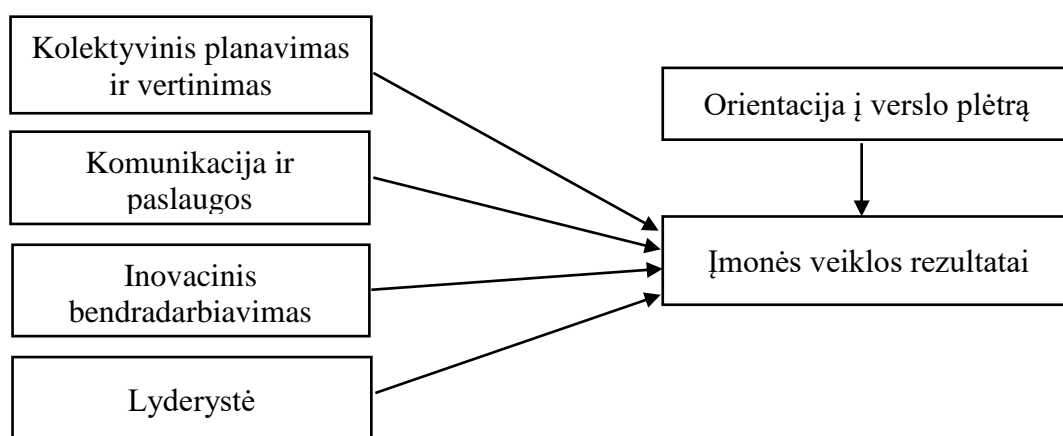 Kolektyvinis planavimas
ir vertinimas
Komunikacija ir
paslaugos
Inovacinis
bendradarbiavimas
Lyderystė
Orientacija į verslo plėtrą
Įmonės veiklos rezultatai